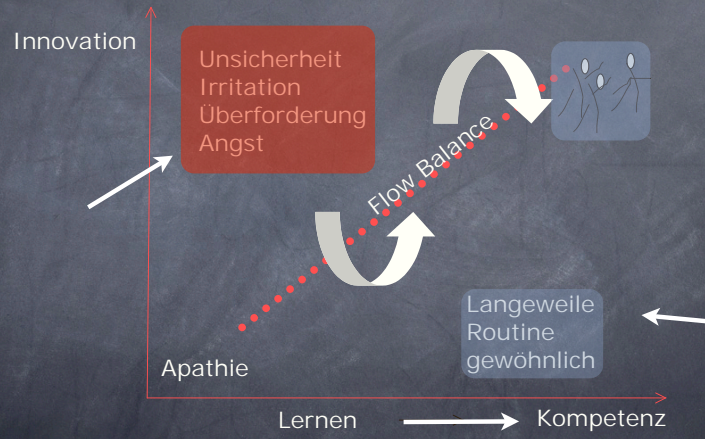 Innovation
Unsicherheit
Irritation
Überforderung
Angst
Flow Balance
Langeweile
Routine
gewöhnlich
Apathie
Lernen
Kompetenz